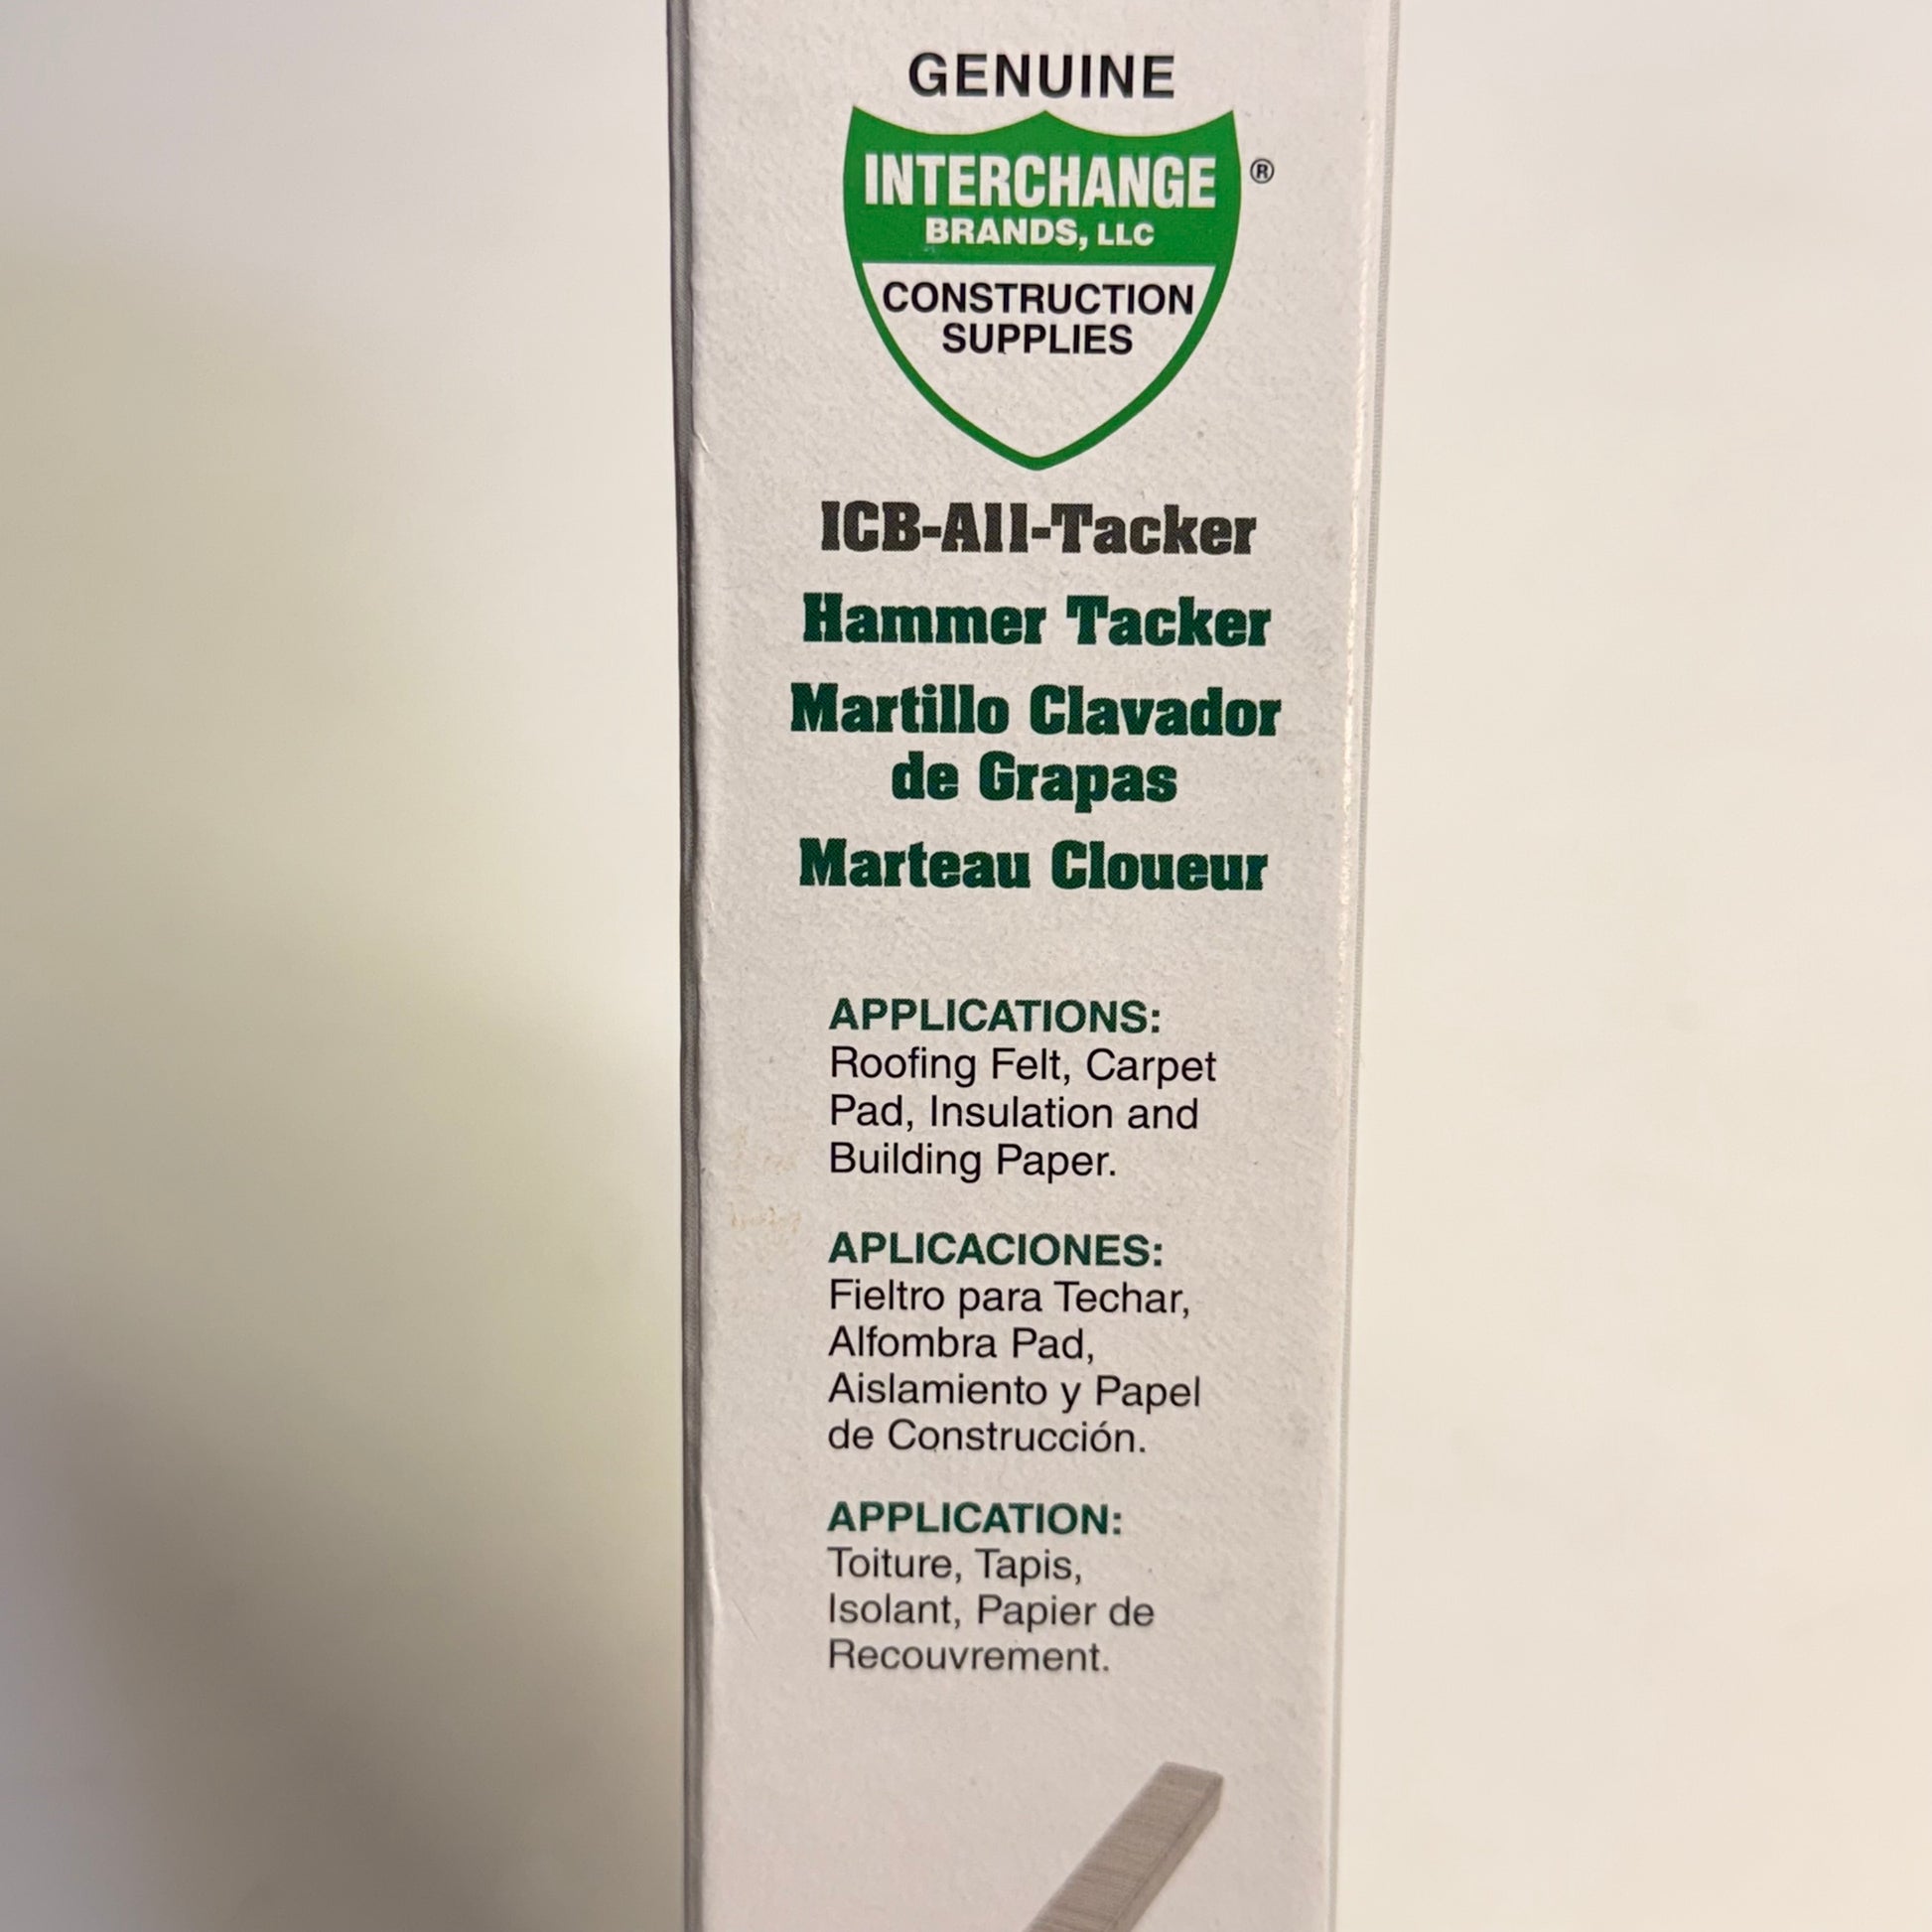 GENUINE
INTERCHANGE ®
BRANDS, LLC
CONSTRUCTION
SUPPLIES
ICB-All-Tacker
Hammer Tacker
Martillo Clavador
de Grapas
Marteau Cloueur
APPLICATIONS:
Roofing Felt, Carpet
Pad, Insulation and
Building Paper.
APLICACIONES:
Fieltro para Techar,
Alfombra Pad,
Aislamiento y Papel
de Construcción.
APPLICATION:
Toiture, Tapis,
Isolant, Papier de
Recouvrement.